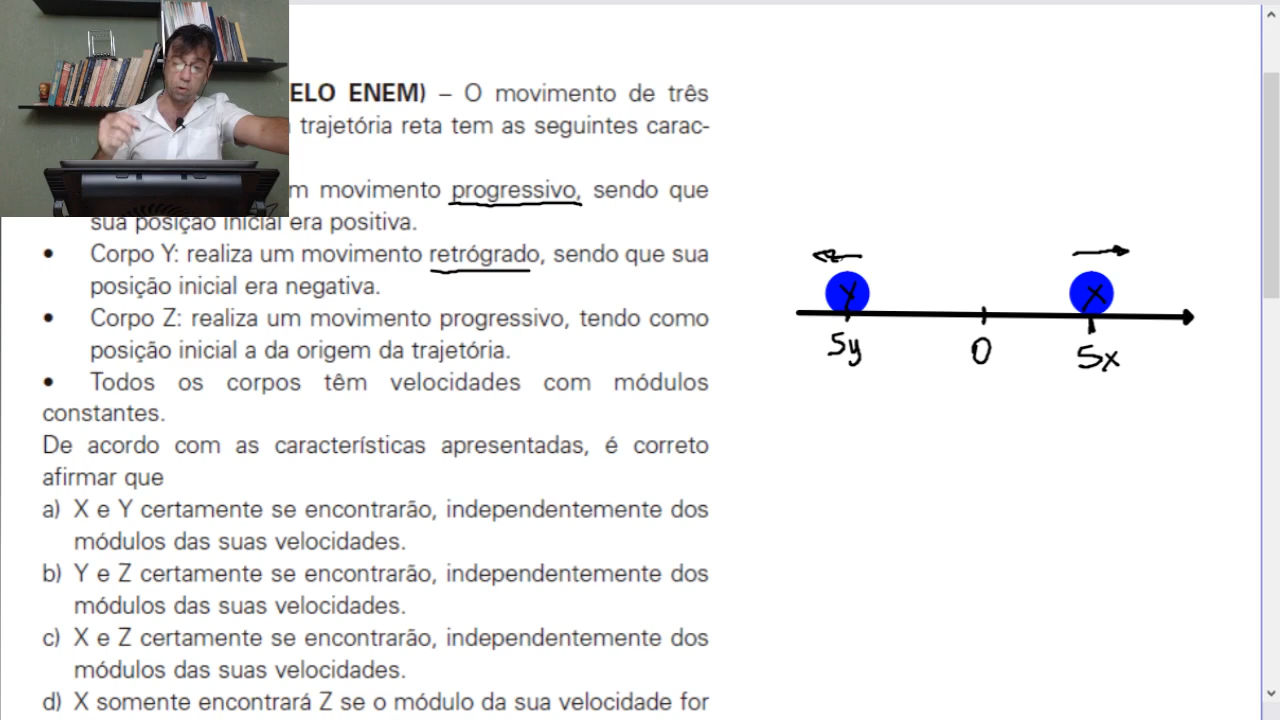 ELO ENEM) – O movimento de três
trajetória reta tem as seguintes carac-
m movimento progressivo, sendo que
sua posição inicial era positiva.
• Corpo Y: realiza um movimento retrógrado, sendo que sua
posição inicial era negativa.
• Corpo Z: realiza um movimento progressivo, tendo como
posição inicial a da origem da trajetória.
• Todos os corpos têm velocidades com módulos
constantes.
De acordo com as características apresentadas, é correto
afirmar que
a) X e Y certamente se encontrarão, independentemente dos
módulos das suas velocidades.
b) Y e Z certamente se encontrarão, independentemente dos
módulos das suas velocidades.
c) X e Z certamente se encontrarão, independentemente dos
módulos das suas velocidades.
d) X somente encontrará Z se o módulo da sua velocidade for
Y X
Sy 0 Sx